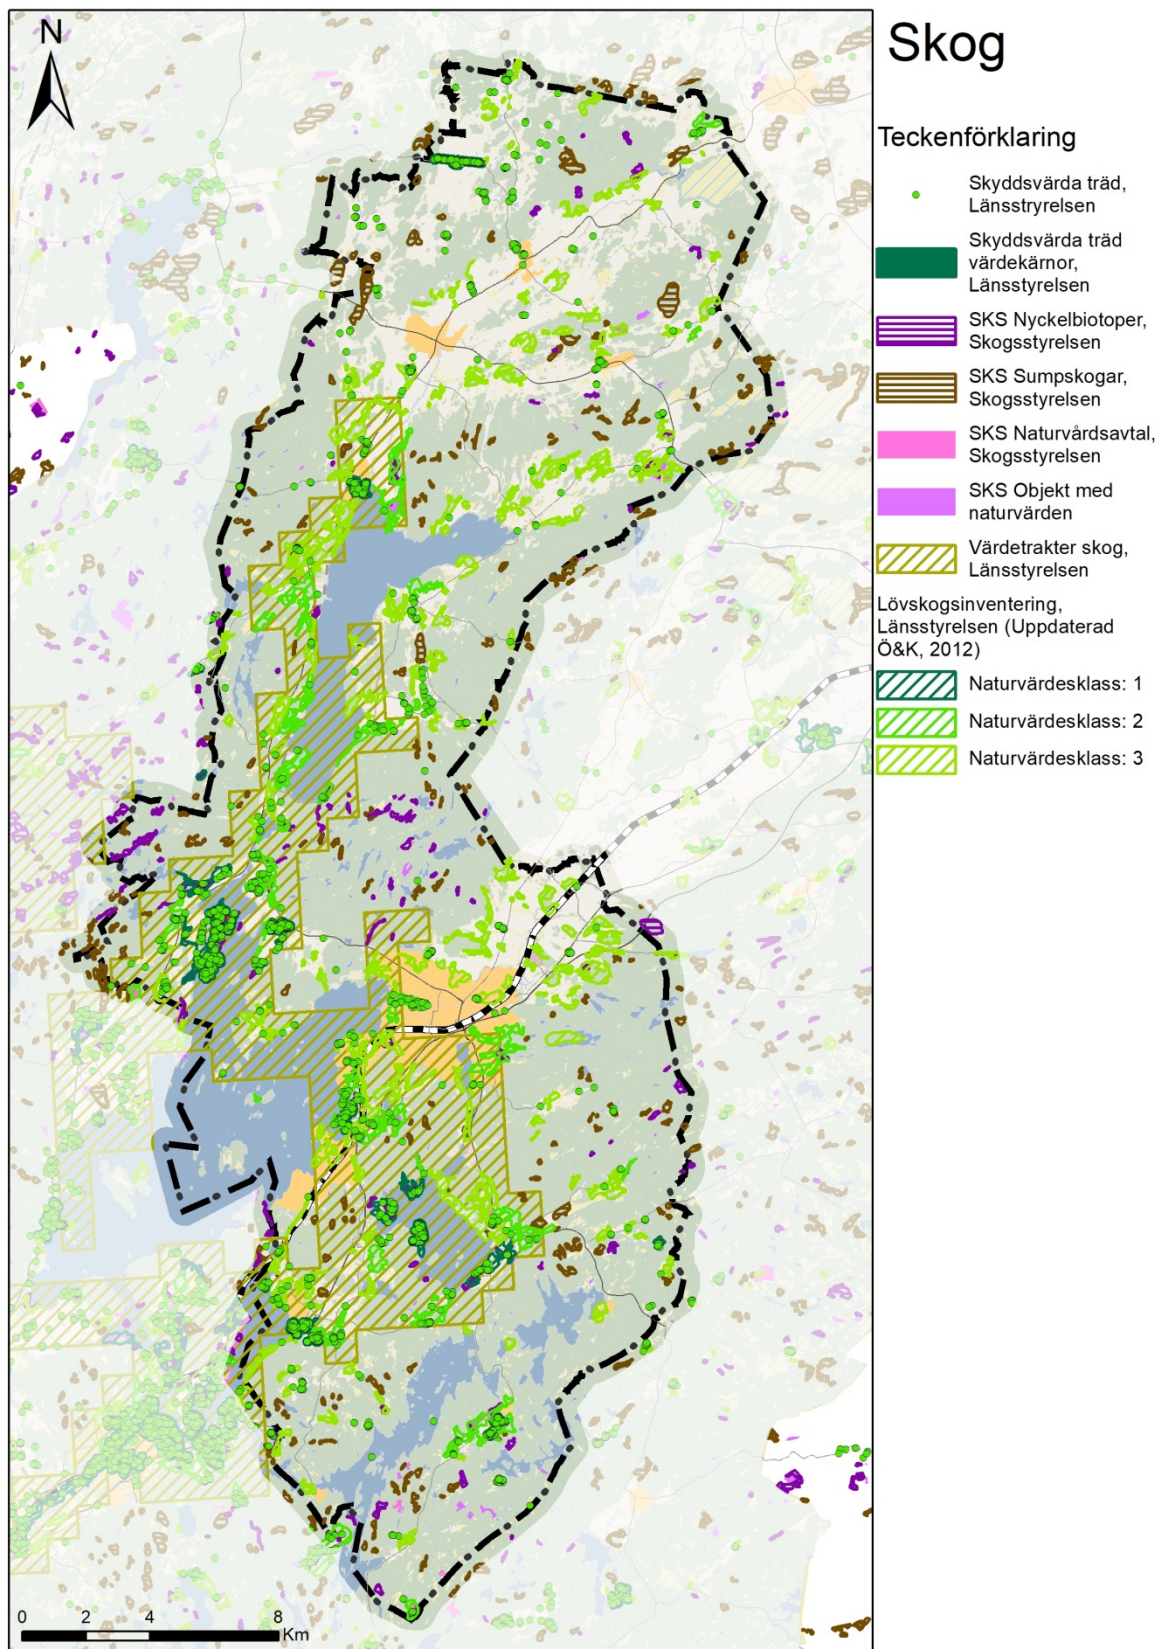 N
Skog
Teckenförklaring
Skyddsvärda träd,
Länsstryrelsen
Skyddsvärda träd
värdekärnor,
Länsstyrelsen
SKS Nyckelbiotoper,
Skogsstyrelsen
SKS Sumpskogar,
Skogsstyrelsen
SKS Naturvårdsavtal,
Skogsstyrelsen
SKS Objekt med
naturvärden
Värdetrakter skog,
Länsstyrelsen
Lövskogsinventering,
Länsstyrelsen (Uppdaterad
Ö&K, 2012)
Naturvärdesklass: 1
Naturvärdesklass: 2
Naturvärdesklass: 3
0 2 4 8
Km